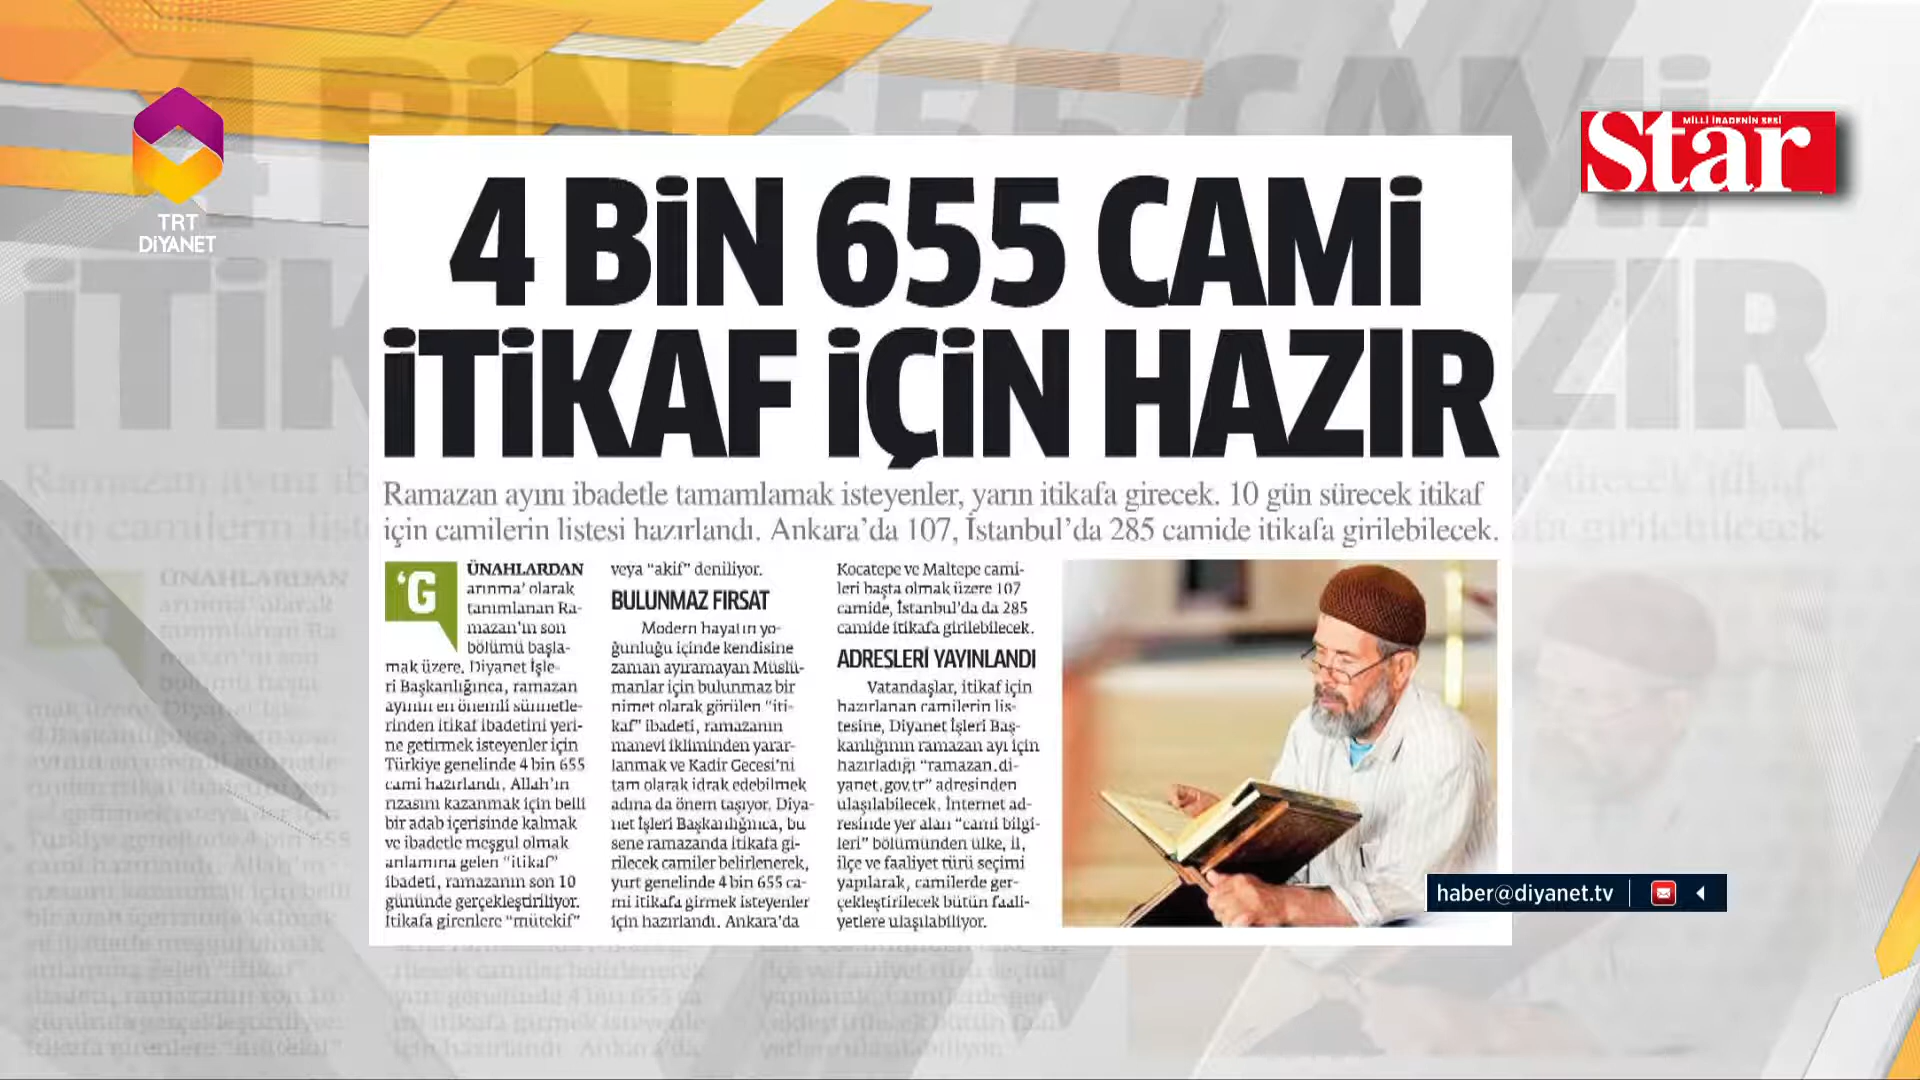 TRT
DİYANET
MİLLİ İRADENİN SESİ
Star
4 BİN 655 CAMİ
İTİKAF İÇİN HAZIR
Ramazan ayını ibadetle tamamlamak isteyenler, yarın itikafa girecek. 10 gün sürecek itikaf
için camilerin listesi hazırlandı. Ankara'da 107, İstanbul'da 285 camide itikafa girilebilecek.
'GÜNAHLARDAN
arınma' olarak
tanımlanan Ra-
mazan'ın son
bölümü başla-
mak üzere. Diyanet İşle-
ri Başkanlığınca, ramazan
ayının en önemli sünnetle-
rinden itikaf ibadetini yeri-
ne getirmek isteyenler için
Türkiye genelinde 4 bin 655
cami hazırlandı. Allah'ın
rızasını kazanmak için belli
bir adab içerisinde kalmak
ve ibadetle meşgul olmak
anlamına gelen "itikaf"
ibadeti, ramazanın son 10
gününde gerçekleştiriliyor.
İtikafa girenlere "mütekif"
veya "akif" deniliyor.
BULUNMAZ FIRSAT
Modern hayatın yo-
ğunluğu içinde kendisine
zaman ayıramayan Müslü-
manlar için bulunmaz bir
nimet olarak görülen "iti-
kaf" ibadeti, ramazanın
manevi ikliminden yarar-
lanmak ve Kadir Gecesi'ni
tam olarak idrak edebilmek
adına da önem taşıyor. Diya-
net İşleri Başkanlığınca, bu
sene ramazanda itikafa gi-
rilecek camiler belirlenerek,
yurt genelinde 4 bin 655 ca-
mi itikafa girmek isteyenler
için hazırlandı. Ankara'da
Kocatepe ve Maltepe cami-
leri başta olmak üzere 107
camide, İstanbul'da da 285
camide itikafa girilebilecek.
ADRESLERİ YAYINLANDI
Vatandaşlar, itikaf için
hazırlanan camilerin lis-
tesine, Diyanet İşleri Baş-
kanlığının ramazan ayı için
hazırladığı "ramazan.di-
yanet.gov.tr" adresinden
ulaşılabilecek. İnternet ad-
resinde yer alan "cami bilgi-
leri" bölümünden ülke, il,
ilçe ve faaliyet türü seçimi
yapılarak, camilerde ger-
çekleştirilecek bütün faali-
yetlere ulaşılabiliyor.
haber@diyanet.tv